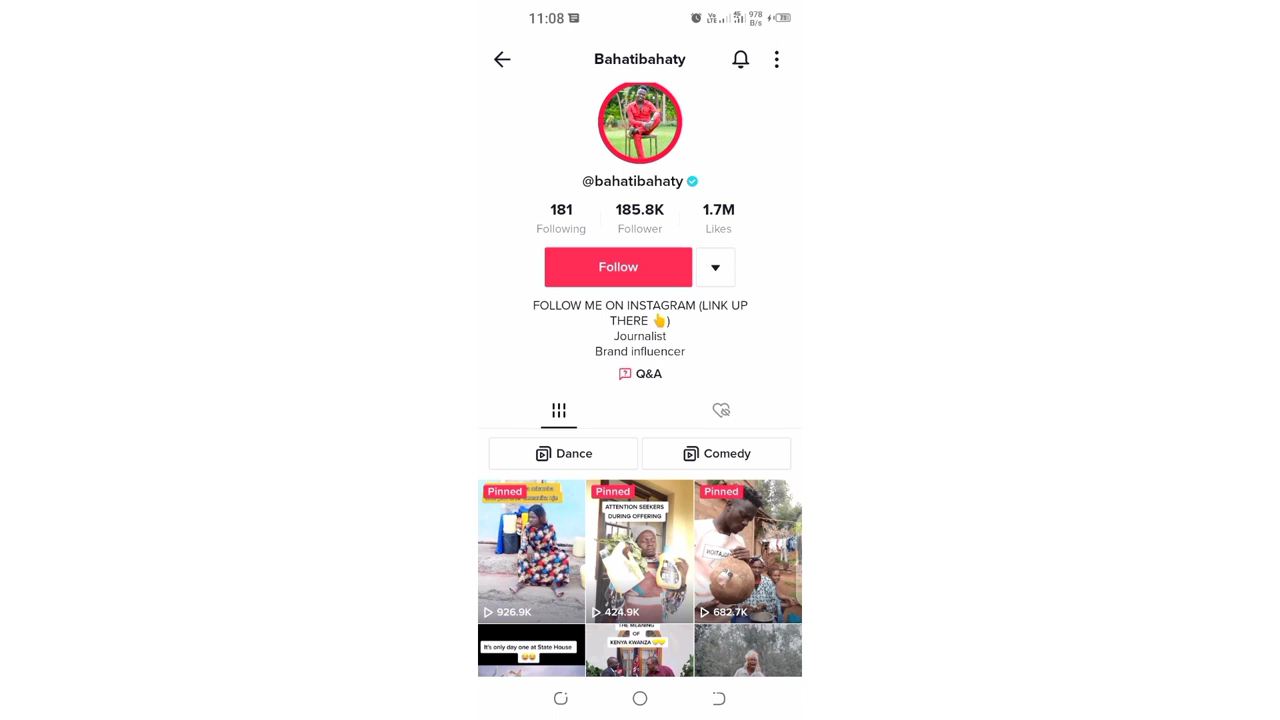 11:08
978
B/s
Bahatibahaty
@bahatibahaty
181 185.8K 1.7M
Following Follower Likes
Follow
FOLLOW ME ON INSTAGRAM (LINK UP
THERE 👆)
Journalist
Brand influencer
Q&A
Dance Comedy
Pinned Pinned Pinned
ATTENTION SEEKERS
DURING OFFERING
926.9K 424.9K 682.7K
THE MEANING
OF
KENYA KWANZA 😂😂
It's only day one at State House
😂😂